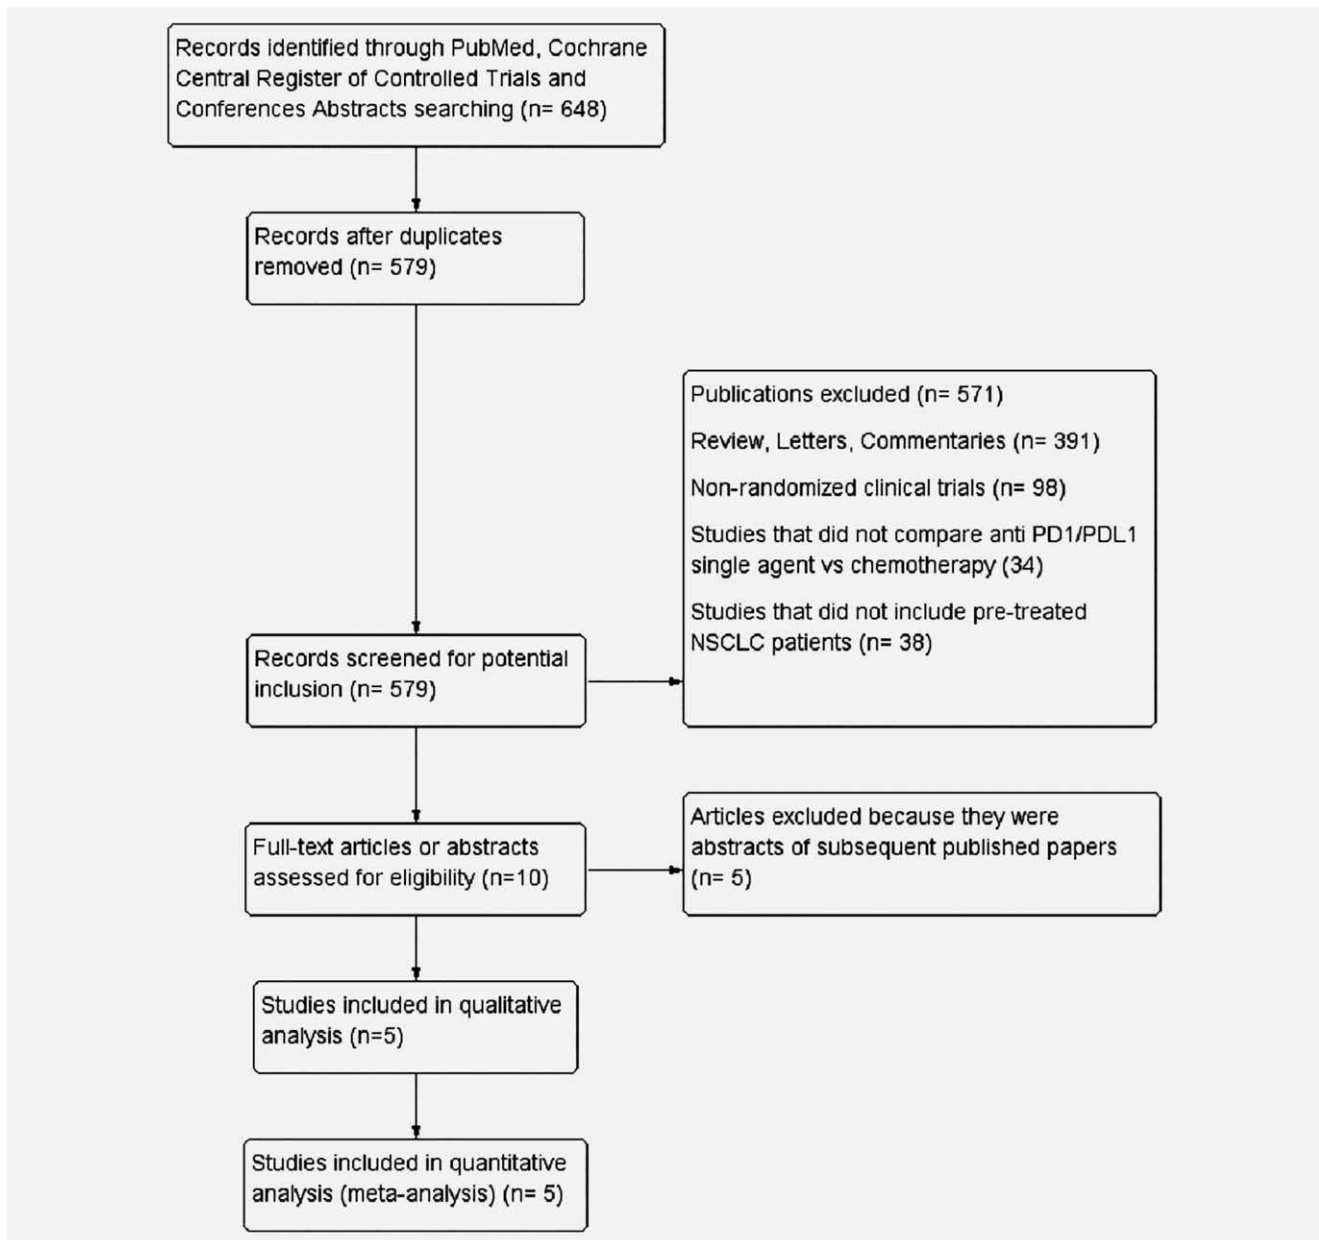 Records identified through PubMed, Cochrane
Central Register of Controlled Trials and
Conferences Abstracts searching (n= 648)
Records after duplicates
removed (n= 579)
Publications excluded (n= 571)
Review, Letters, Commentaries (n= 391)
Non-randomized clinical trials (n= 98)
Studies that did not compare anti PD1/PDL1
single agent vs chemotherapy (34)
Studies that did not include pre-treated
NSCLC patients (n= 38)
Records screened for potential
inclusion (n= 579)
Articles excluded because they were
abstracts of subsequent published papers
(n= 5)
Full-text articles or abstracts
assessed for eligibility (n=10)
Studies included in qualitative
analysis (n=5)
Studies included in quantitative
analysis (meta-analysis) (n= 5)